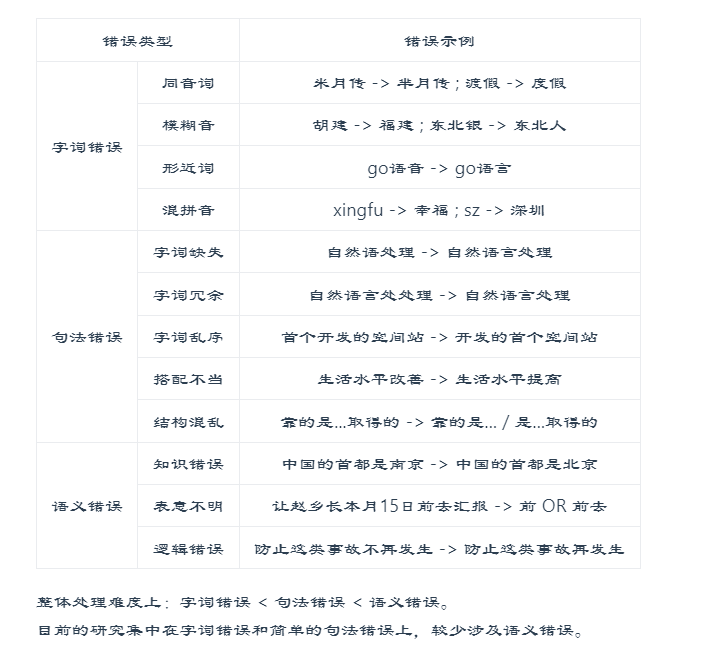 错误类型 错误示例
字词错误
同音词 米月传 -> 芈月传 ; 渡假 -> 度假
模糊音 胡建 -> 福建 ; 东北银 -> 东北人
形近词 go语音 -> go语言
混拼音 xingfu -> 幸福 ; sz -> 深圳
句法错误
字词缺失 自然语处理 -> 自然语言处理
字词冗余 自然语言处处理 -> 自然语言处理
字词乱序 首个开发的空间站 -> 开发的首个空间站
搭配不当 生活水平改善 -> 生活水平提高
结构混乱 靠的是...取得的 -> 靠的是... / 是...取得的
语义错误
知识错误 中国的首都是南京 -> 中国的首都是北京
表意不明 让赵乡长本月15日前去汇报 -> 前 OR 前去
逻辑错误 防止这类事故不再发生 -> 防止这类事故再发生
整体处理难度上：字词错误 < 句法错误 < 语义错误。
目前的研究集中在字词错误和简单的句法错误上，较少涉及语义错误。